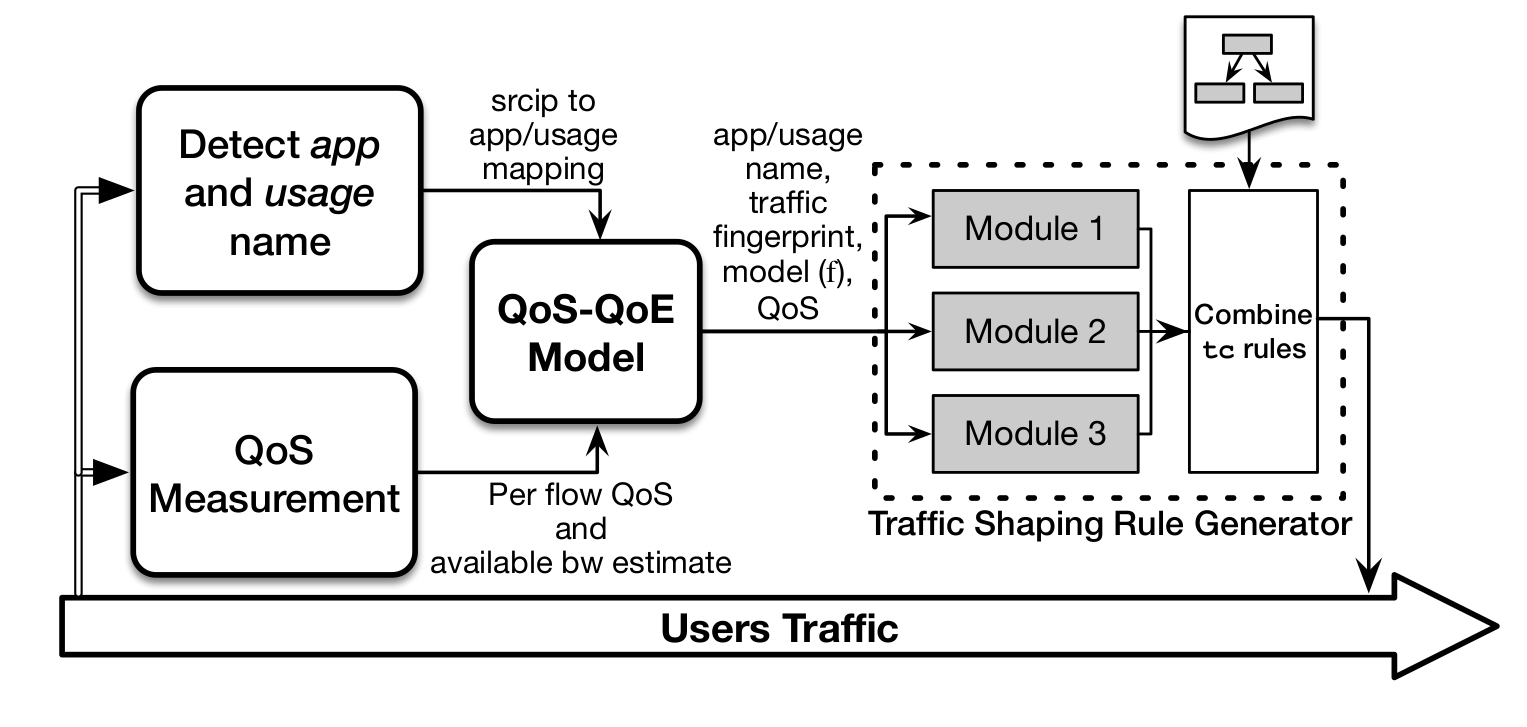 Detect app
and usage
name
srcip to
app/usage
mapping
QoS-QoE
Model
QoS
Measurement
Per flow QoS
and
available bw estimate
app/usage
name,
traffic
fingerprint,
model (f),
QoS
Module 1
Module 2
Module 3
Combine
tc rules
Traffic Shaping Rule Generator
Users Traffic